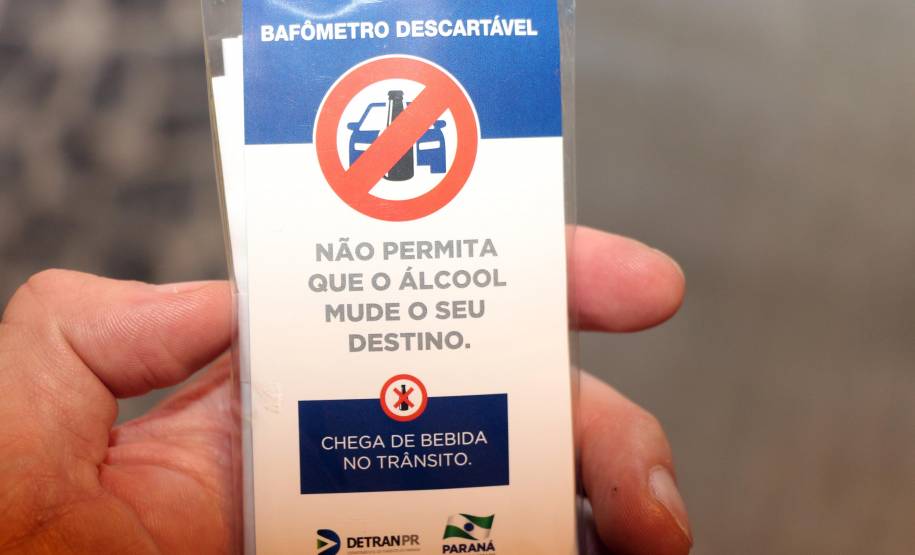 BAFÔMETRO DESCARTÁVEL
NÃO PERMITA
QUE O ÁLCOOL
MUDE O SEU
DESTINO.
CHEGA DE BEBIDA
NO TRÂNSITO.
DETRANPR
PARANÁ